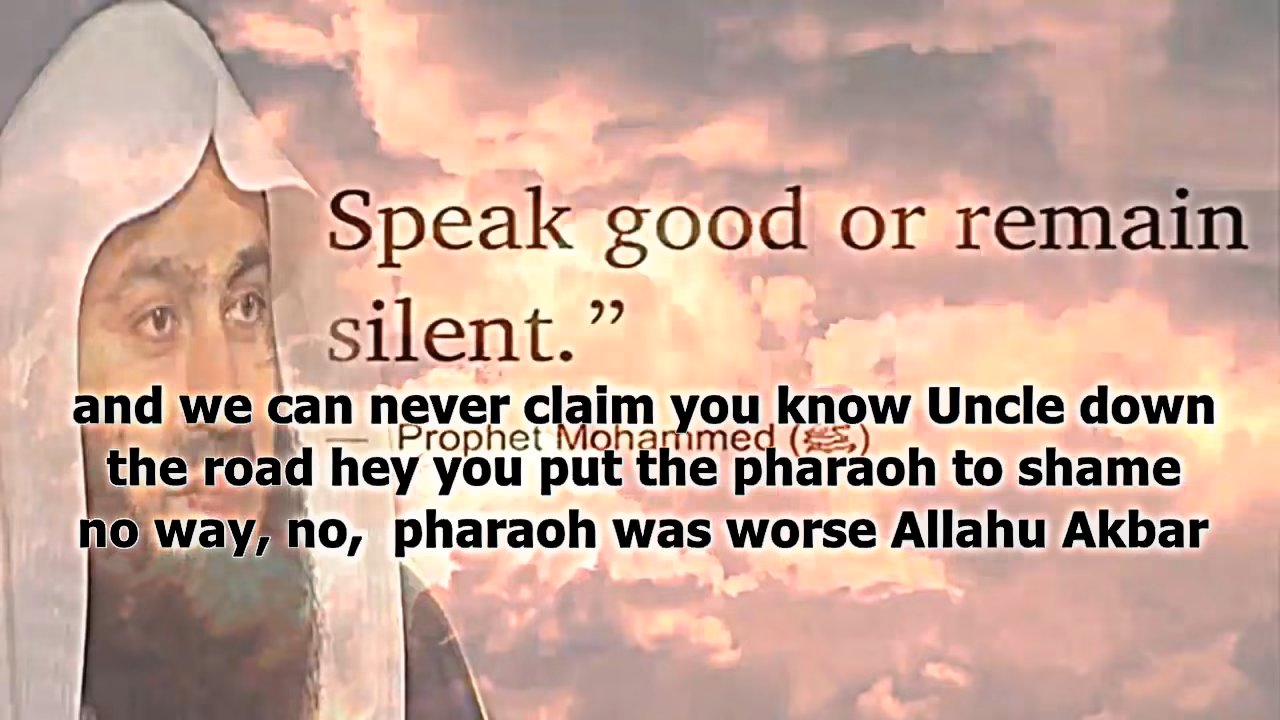 Speak good or remain
silent.”
and we can never claim you know Uncle down
— Prophet Mohammed (ﷺ)
the road hey you put the pharaoh to shame
no way, no, pharaoh was worse Allahu Akbar